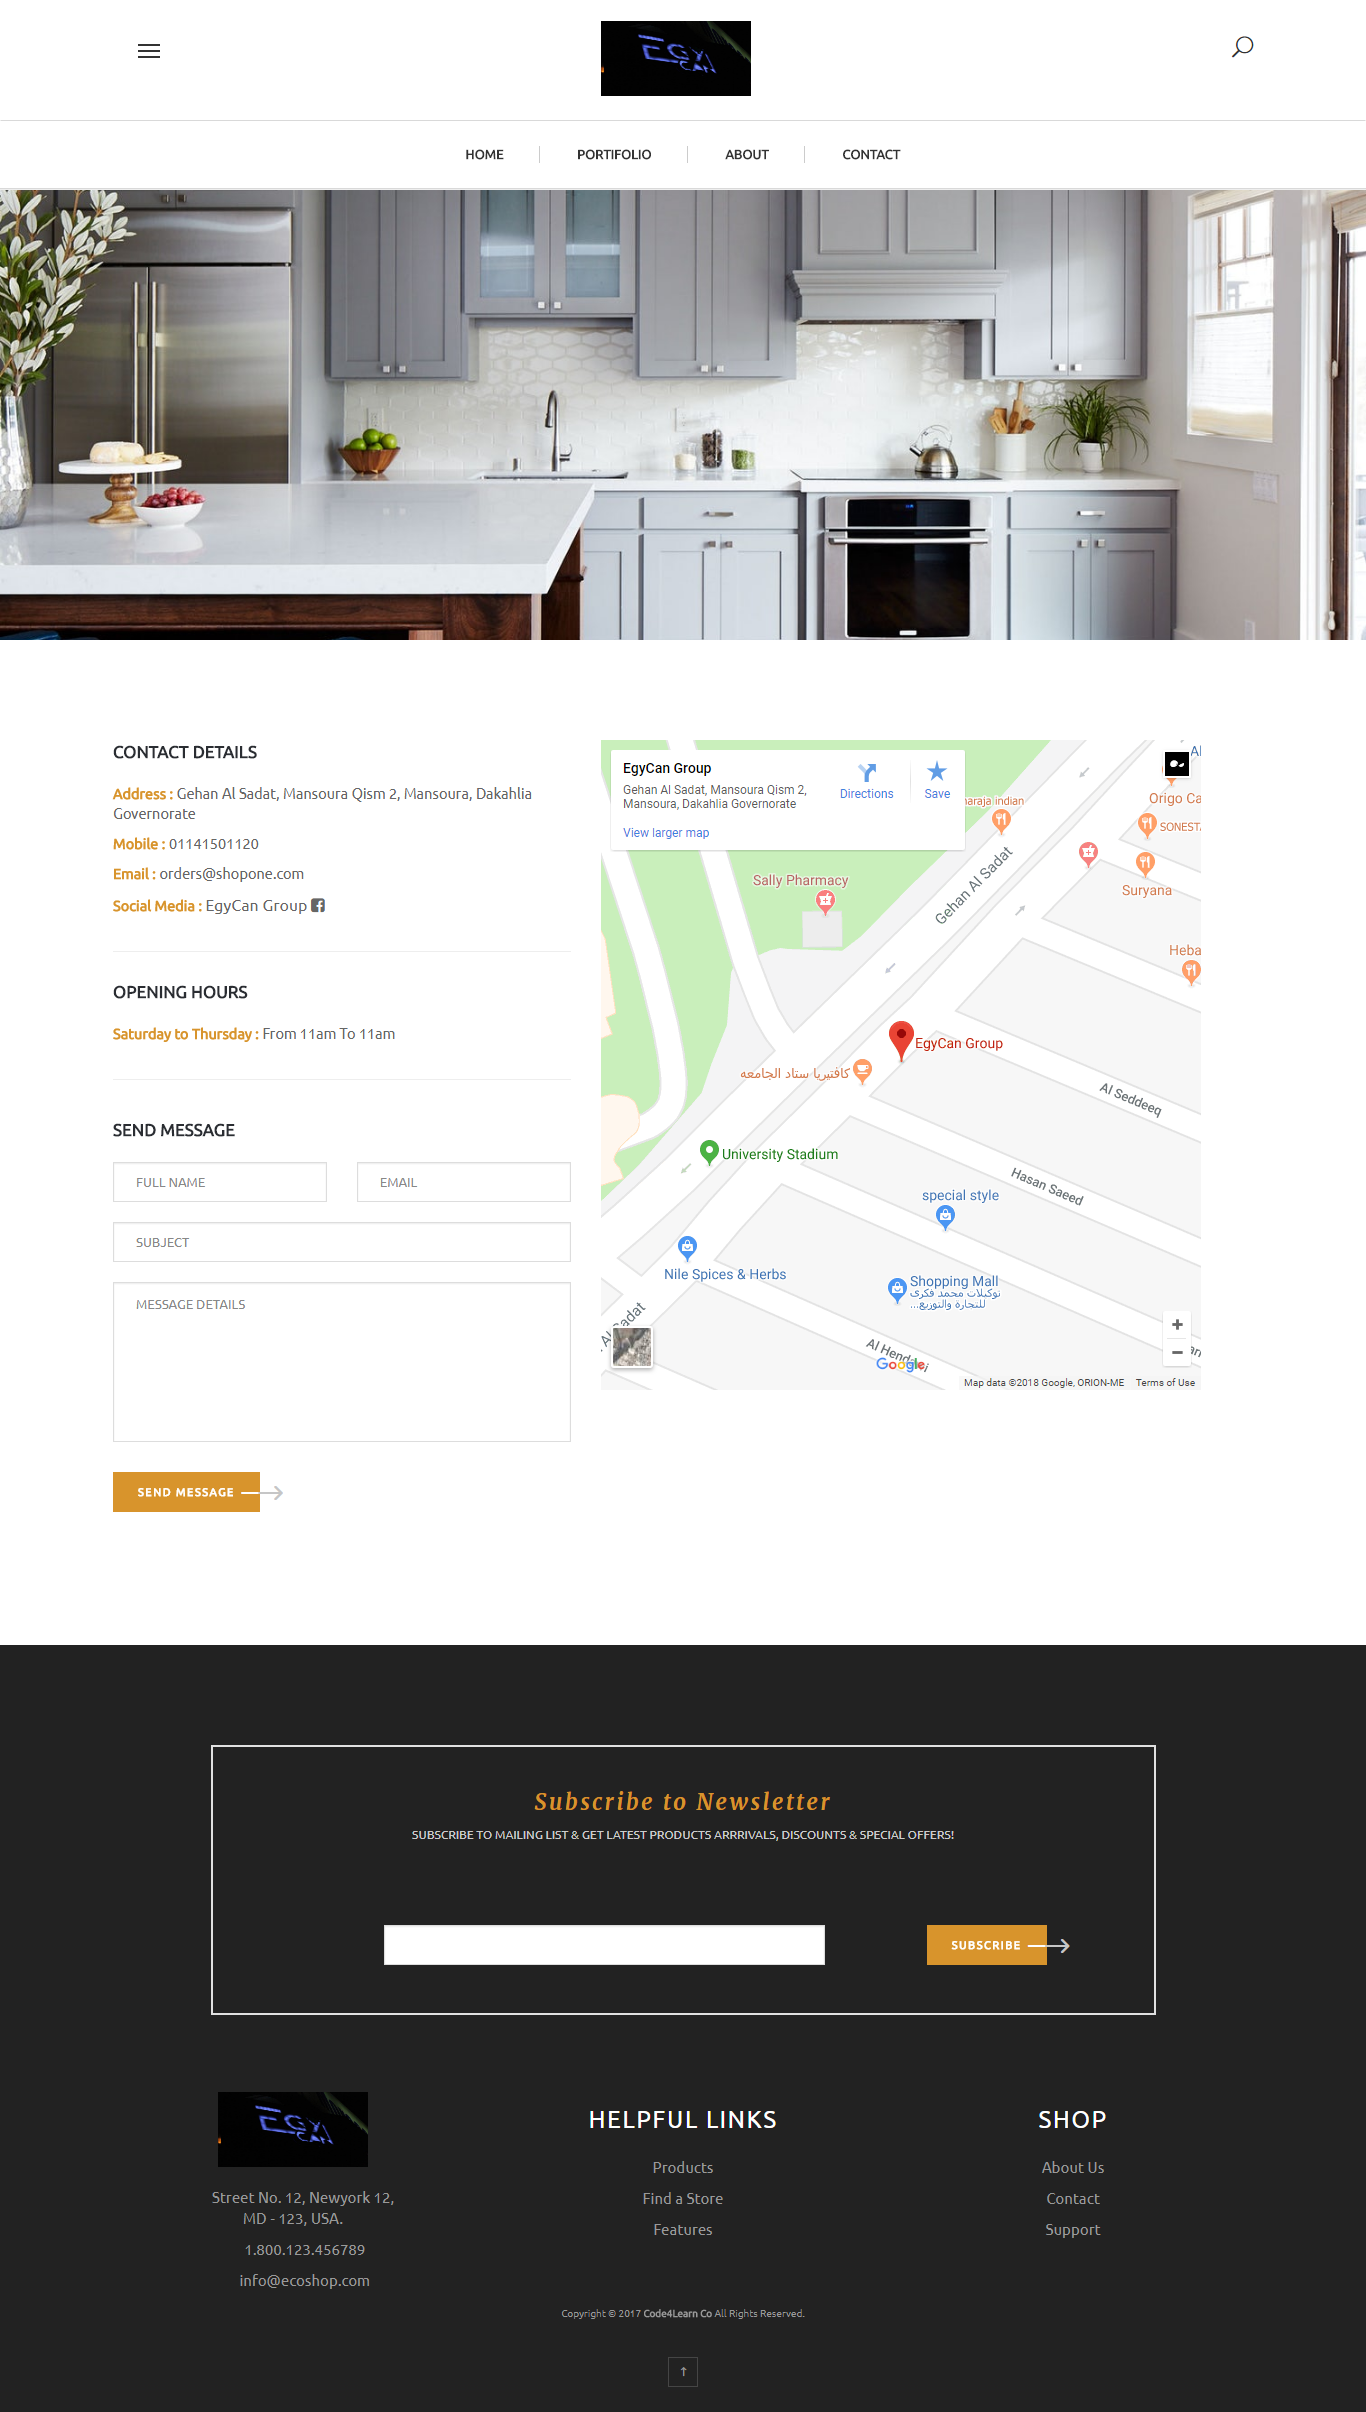 EGY
CAN
HOME
PORTIFOLIO
ABOUT
CONTACT
CONTACT DETAILS
Address : Gehan Al Sadat, Mansoura Qism 2, Mansoura, Dakahlia
Governorate
Mobile : 01141501120
Email : orders@shopone.com
Social Media : EgyCan Group
OPENING HOURS
Saturday to Thursday : From 11am To 11am
SEND MESSAGE
FULL NAME
EMAIL
SUBJECT
MESSAGE DETAILS
SEND MESSAGE
EgyCan Group
Gehan Al Sadat, Mansoura Qism 2,
Mansoura, Dakahlia Governorate
View larger map
Directions
Save
Al
Origo Ca
indian
SONESTA
Suryana
Sally Pharmacy
Gehan Al Sadat
Heba
EgyCan Group
كافتيريا ستاد الجامعه
Al Seddeeq
University Stadium
Hasan Saeed
special style
Nile Spices & Herbs
Shopping Mall
توكيلات محمد فكرى
للتجارة والتوزيع...
Al Sadat
Google
Map data ©2018 Google, ORION-ME
Terms of Use
Subscribe to Newsletter
SUBSCRIBE TO MAILING LIST & GET LATEST PRODUCTS ARRRIVALS, DISCOUNTS & SPECIAL OFFERS!
SUBSCRIBE
EGY
CAN
Street No. 12, Newyork 12,
MD - 123, USA.
1.800.123.456789
info@ecoshop.com
HELPFUL LINKS
Products
Find a Store
Features
SHOP
About Us
Contact
Support
Copyright © 2017 Code4Learn Co All Rights Reserved.